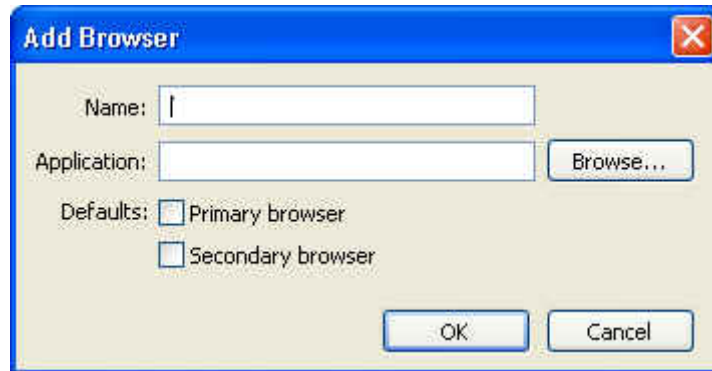 Add Browser
Name:
Application:
Browse...
Defaults: Primary browser
Secondary browser
OK Cancel